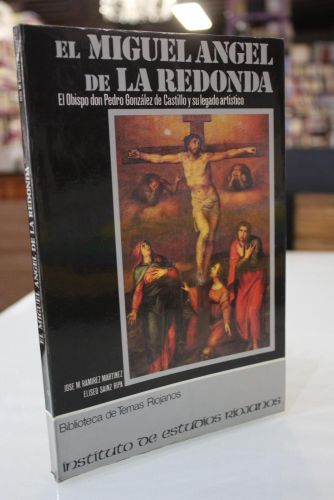 EL MIGUEL ANGEL
DE LA REDONDA
El Obispo don Pedro González de Castillo y su legado artístico
JOSE M. RAMIREZ MARTINEZ
ELISEO SAINZ RIPA
Biblioteca de Temas Riojanos
INSTITUTO DE ESTUDIOS RIOJANOS
EL MIGUEL ANGEL DE LA REDONDA